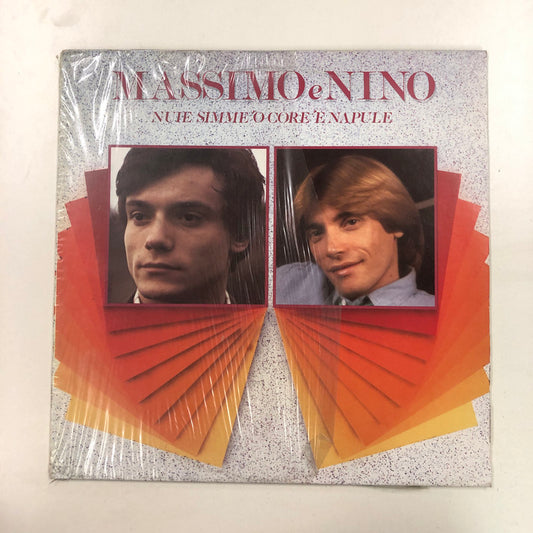 MASSIMO e NINO
NUIE SIMME 'O CORE 'E NAPULE